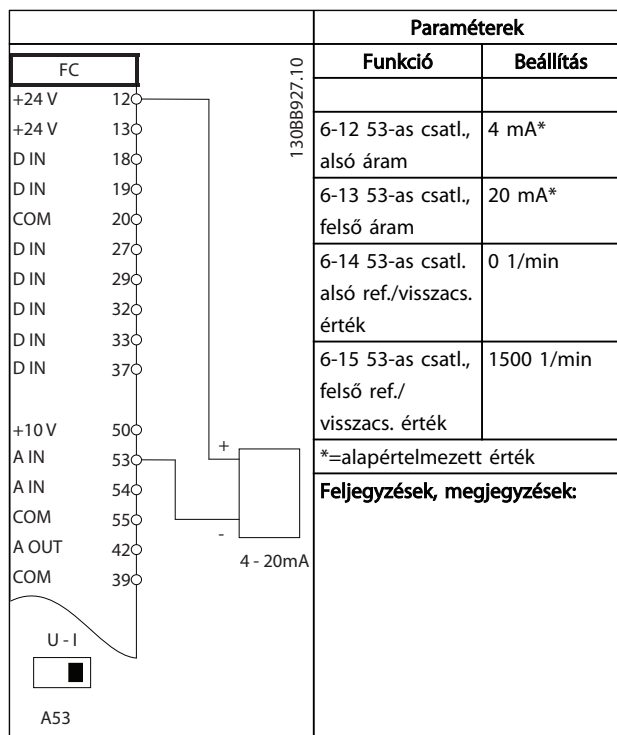 FC
+24 V 12
+24 V 13
D IN 18
D IN 19
COM 20
D IN 27
D IN 29
D IN 32
D IN 33
D IN 37
+10 V 50
A IN 53
A IN 54
COM 55
A OUT 42
COM 39
+
-
4 - 20mA
U - I
A53
130BB927.10
Paraméterek
Funkció Beállítás
6-12 53-as csatl., 4 mA*
alsó áram
6-13 53-as csatl., 20 mA*
felső áram
6-14 53-as csatl. 0 1/min
alsó ref./visszacs.
érték
6-15 53-as csatl., 1500 1/min
felső ref./
visszacs. érték
*=alapértelmezett érték
Feljegyzések, megjegyzések: